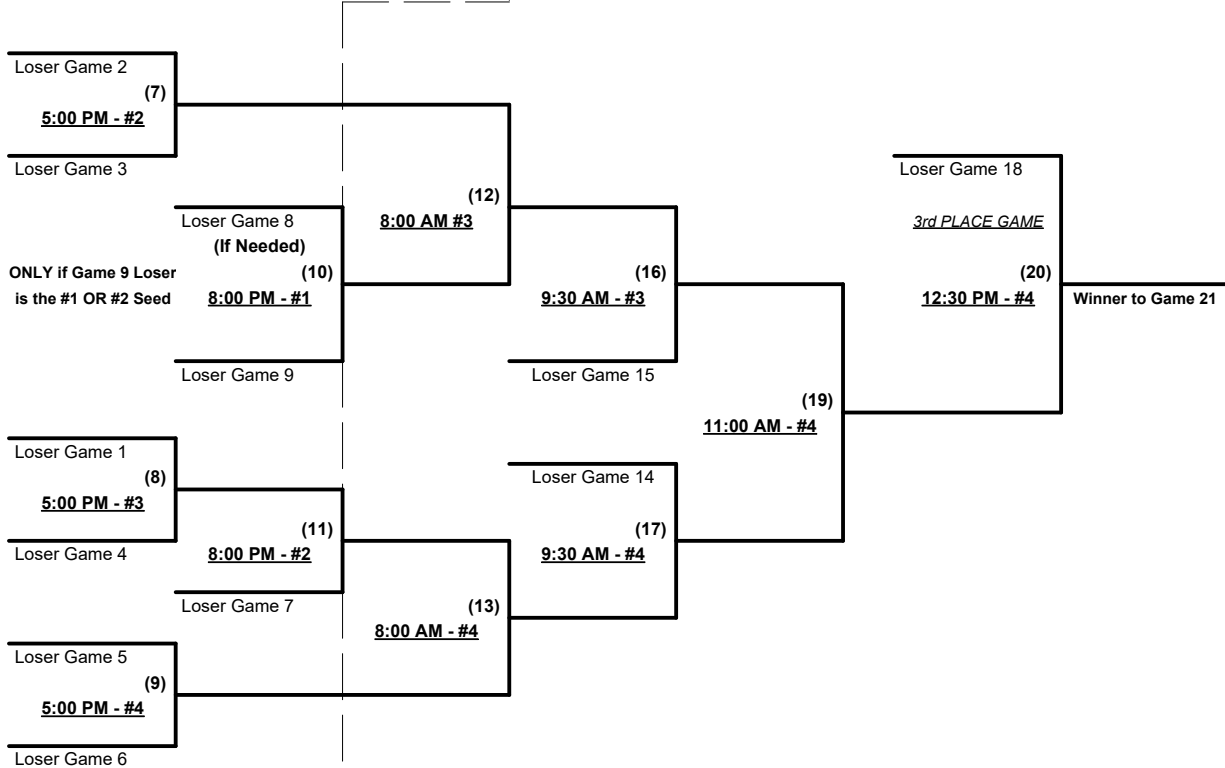 Loser Game 2
(7)
5:00 PM - #2
Loser Game 3
Loser Game 8
(If Needed)
ONLY if Game 9 Loser
is the #1 OR #2 Seed
(10)
8:00 PM - #1
Loser Game 9
(12)
8:00 AM #3
(16)
9:30 AM - #3
Loser Game 15
Loser Game 18
3rd PLACE GAME
(20)
12:30 PM - #4
Winner to Game 21
(19)
11:00 AM - #4
Loser Game 1
(8)
5:00 PM - #3
Loser Game 4
(11)
8:00 PM - #2
Loser Game 7
Loser Game 14
(17)
9:30 AM - #4
(13)
8:00 AM - #4
Loser Game 5
(9)
5:00 PM - #4
Loser Game 6